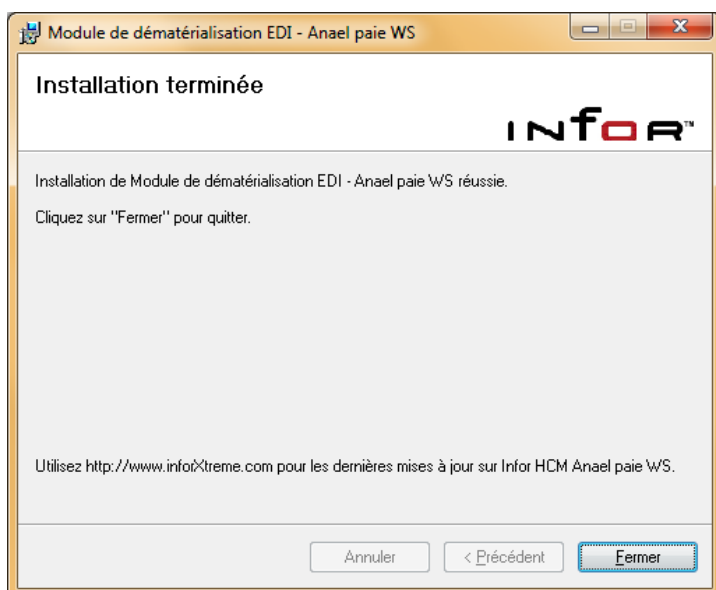 Module de dématérialisation EDI - Anael paie WS
Installation terminée
INFOR™
Installation de Module de dématérialisation EDI - Anael paie WS réussie.
Cliquez sur "Fermer" pour quitter.
Utilisez http://www.inforXtreme.com pour les dernières mises à jour sur Infor HCM Anael paie WS.
Annuler
< Précédent
Fermer